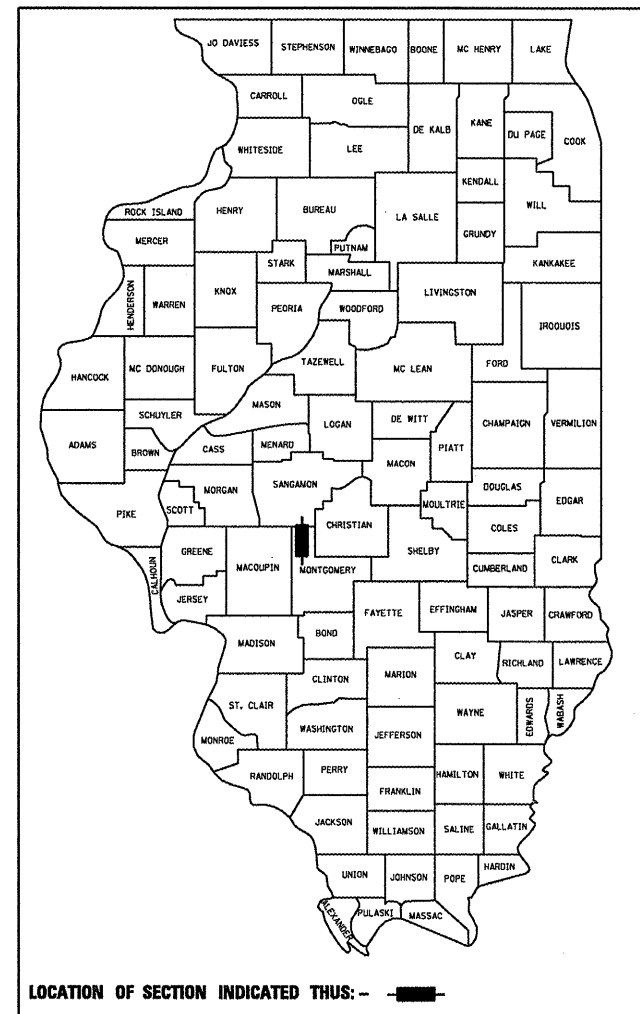 JO DAVIESS STEPHENSON WINNEBAGO BOONE MC HENRY LAKE
CARROLL OGLE DE KALB KANE DU PAGE COOK
WHITESIDE LEE KENDALL WILL
ROCK ISLAND HENRY BUREAU LA SALLE GRUNDY
MERCER PUTNAM KANKAKEE
HENDERSON WARREN KNOX STARK MARSHALL LIVINGSTON
PEORIA WOODFORD IROQUOIS
HANCOCK MC DONOUGH FULTON TAZEWELL MC LEAN FORD
SCHUYLER MASON LOGAN DE WITT CHAMPAIGN VERMILION
ADAMS BROWN CASS MENARD MACON PIATT
PIKE SCOTT MORGAN SANGAMON MOULTRIE DOUGLAS EDGAR
CHRISTIAN COLES
CALHOUN GREENE MACOUPIN MONTGOMERY SHELBY CUMBERLAND CLARK
JERSEY FAYETTE EFFINGHAM JASPER CRAWFORD
MADISON BOND CLAY RICHLAND LAWRENCE
CLINTON MARION
ST. CLAIR WASHINGTON WAYNE EDWARDS WABASH
MONROE JEFFERSON
RANDOLPH PERRY HAMILTON WHITE
FRANKLIN
JACKSON WILLIAMSON SALINE GALLATIN
UNION JOHNSON POPE HARDIN
ALEXANDER PULASKI MASSAC
LOCATION OF SECTION INDICATED THUS: -